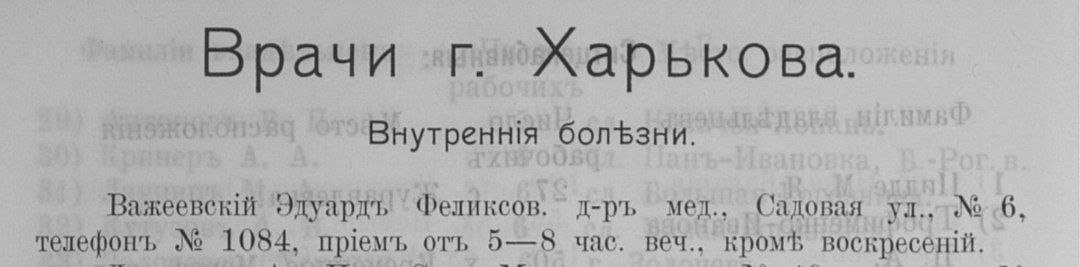 Врачи г. Харькова.
Внутреннія болѣзни.
Важеевскій Эдуардъ Феликсов. д-ръ мед., Садовая ул., № 6,
телефонъ № 1084, пріемъ отъ 5—8 час. веч., кромѣ воскресеній.